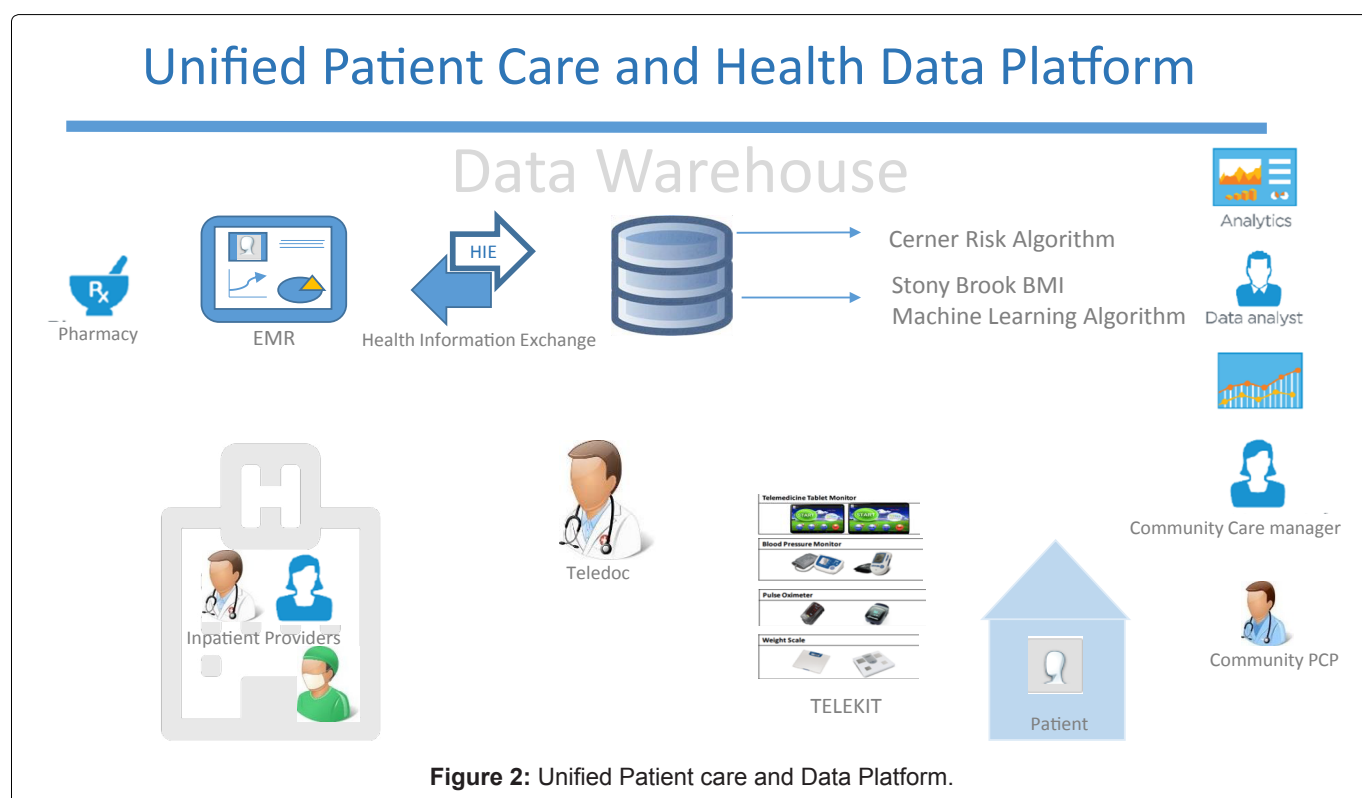 Unified Patient Care and Health Data Platform
Data Warehouse
Analytics
HIE
Cerner Risk Algorithm
Rx
Stony Brook BMI
Machine Learning Algorithm
Data analyst
Pharmacy
EMR
Health Information Exchange
H
Telemedicine Tablet Monitor
START
Blood Pressure Monitor
Community Care manager
Teledoc
Pulse Oximeter
Inpatient Providers
Weight Scale
Community PCP
TELEKIT
Patient
Figure 2: Unified Patient care and Data Platform.